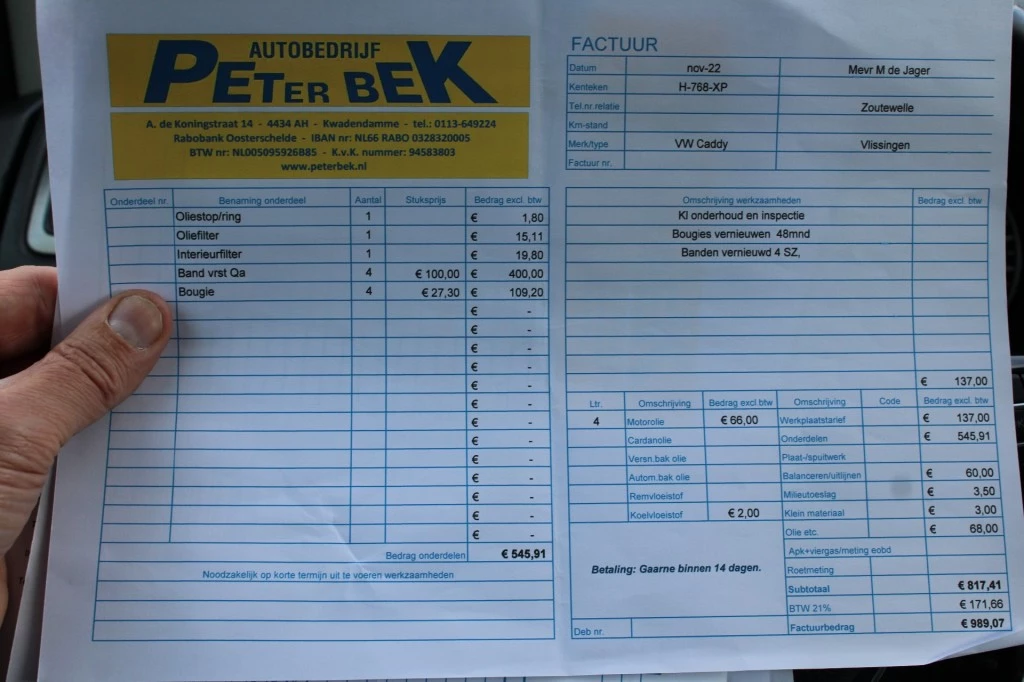 AUTOBEDRIJF
PETER BEK
A. de Koningstraat 14 - 4434 AH - Kwadendamme - tel.: 0113-649224
Rabobank Oosterschelde - IBAN nr: NL66 RABO 0328320005
BTW nr: NL005095926B85 - K.v.K. nummer: 94583803
www.peterbek.nl
FACTUUR
Datum nov-22 Mevr M de Jager
Kenteken H-768-XP
Tel.nr.relatie Zoutewelle
Km-stand
Merk/type VW Caddy Vlissingen
Factuur nr.
Onderdeel nr. Benaming onderdeel Aantal Stuksprijs Bedrag excl. btw
Oliestop/ring 1 € 1,80
Oliefilter 1 € 15,11
Interieurfilter 1 € 19,80
Band vrst Qa 4 € 100,00 € 400,00
Bougie 4 € 27,30 € 109,20
€ -
€ -
€ -
€ -
€ -
€ -
€ -
€ -
€ -
€ -
€ -
€ -
€ -
Bedrag onderdelen € 545,91
Noodzakelijk op korte termijn uit te voeren werkzaamheden
Omschrijving werkzaamheden Bedrag excl. btw
Kl onderhoud en inspectie
Bougies vernieuwen 48mnd
Banden vernieuwd 4 SZ,
€ 137,00
Ltr. Omschrijving Bedrag excl.btw Omschrijving Code Bedrag excl. btw
4 Motorolie € 66,00 Werkplaatstarief € 137,00
Cardanolie Onderdelen € 545,91
Versn.bak olie Plaat-/spuitwerk
Autom.bak olie Balanceren/uitlijnen € 60,00
Remvloeistof Milieutoeslag € 3,50
Koelvloeistof € 2,00 Klein materiaal € 3,00
Olie etc. € 68,00
Apk+viergas/meting eobd
Betaling: Gaarne binnen 14 dagen. Roetmeting
Subtotaal € 817,41
BTW 21% € 171,66
Deb nr. Factuurbedrag € 989,07